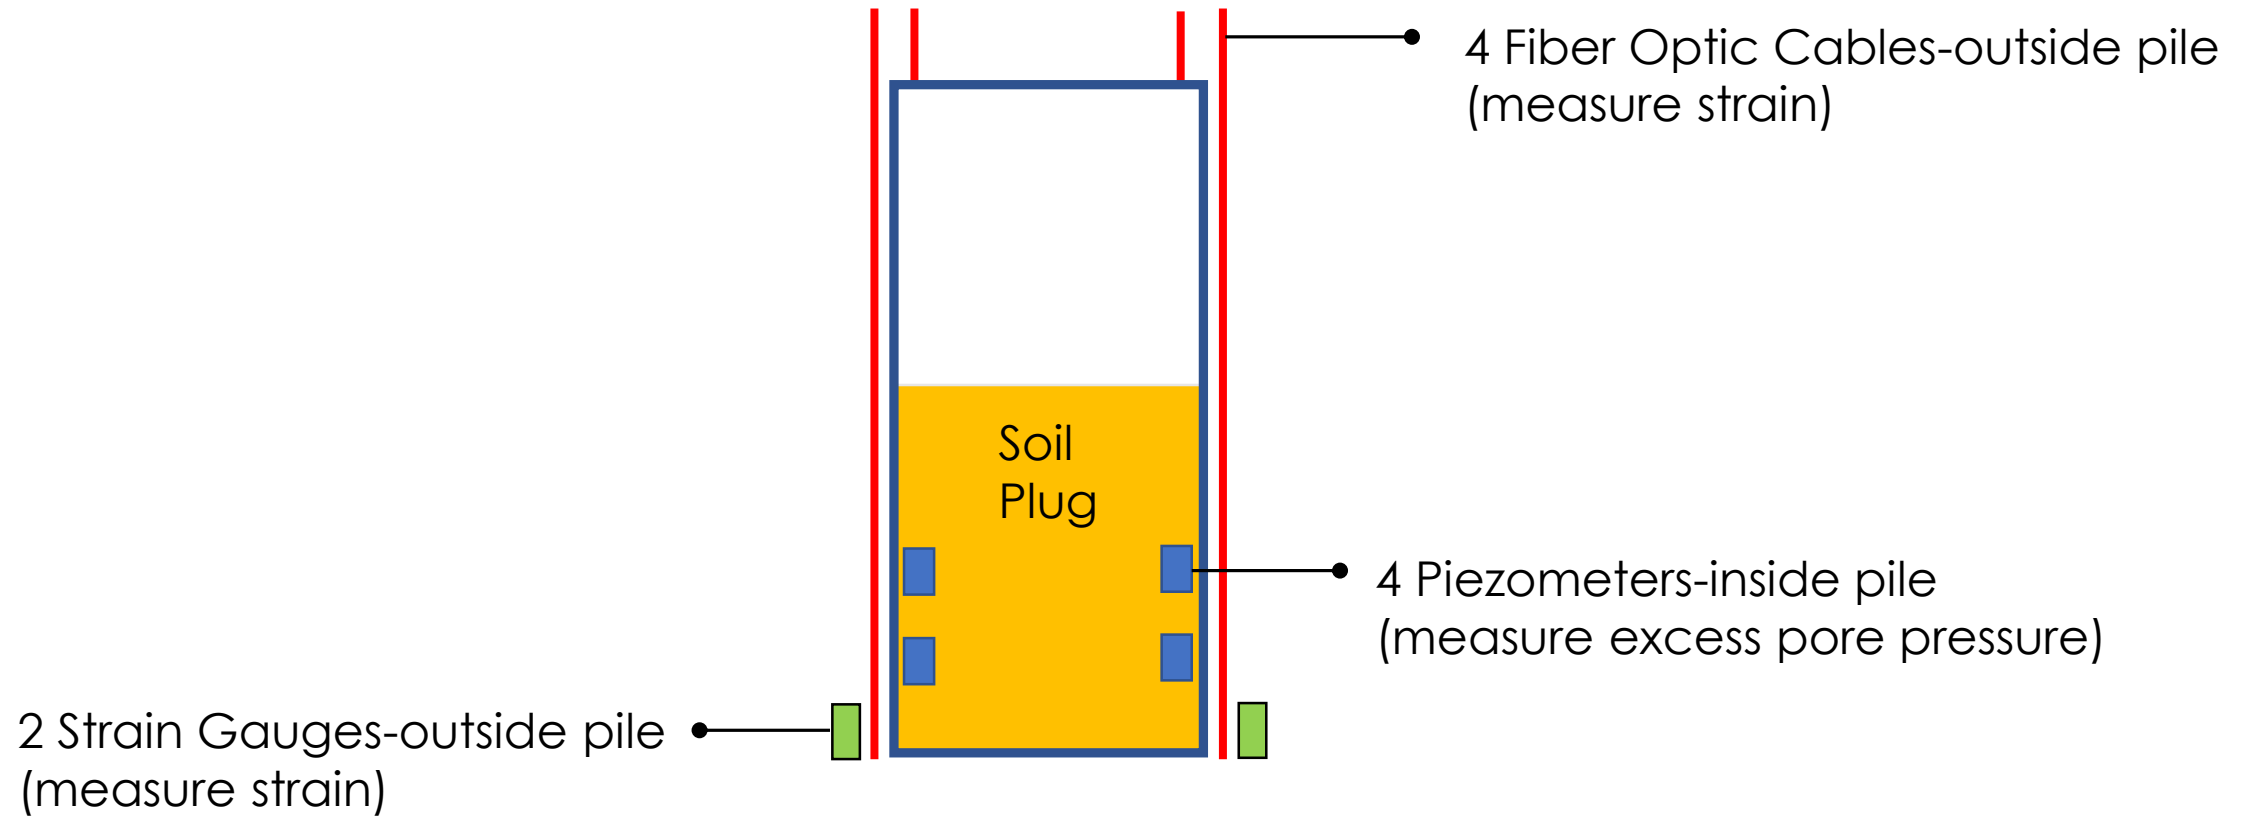 4 Fiber Optic Cables-outside pile
(measure strain)
Soil
Plug
4 Piezometers-inside pile
(measure excess pore pressure)
2 Strain Gauges-outside pile
(measure strain)